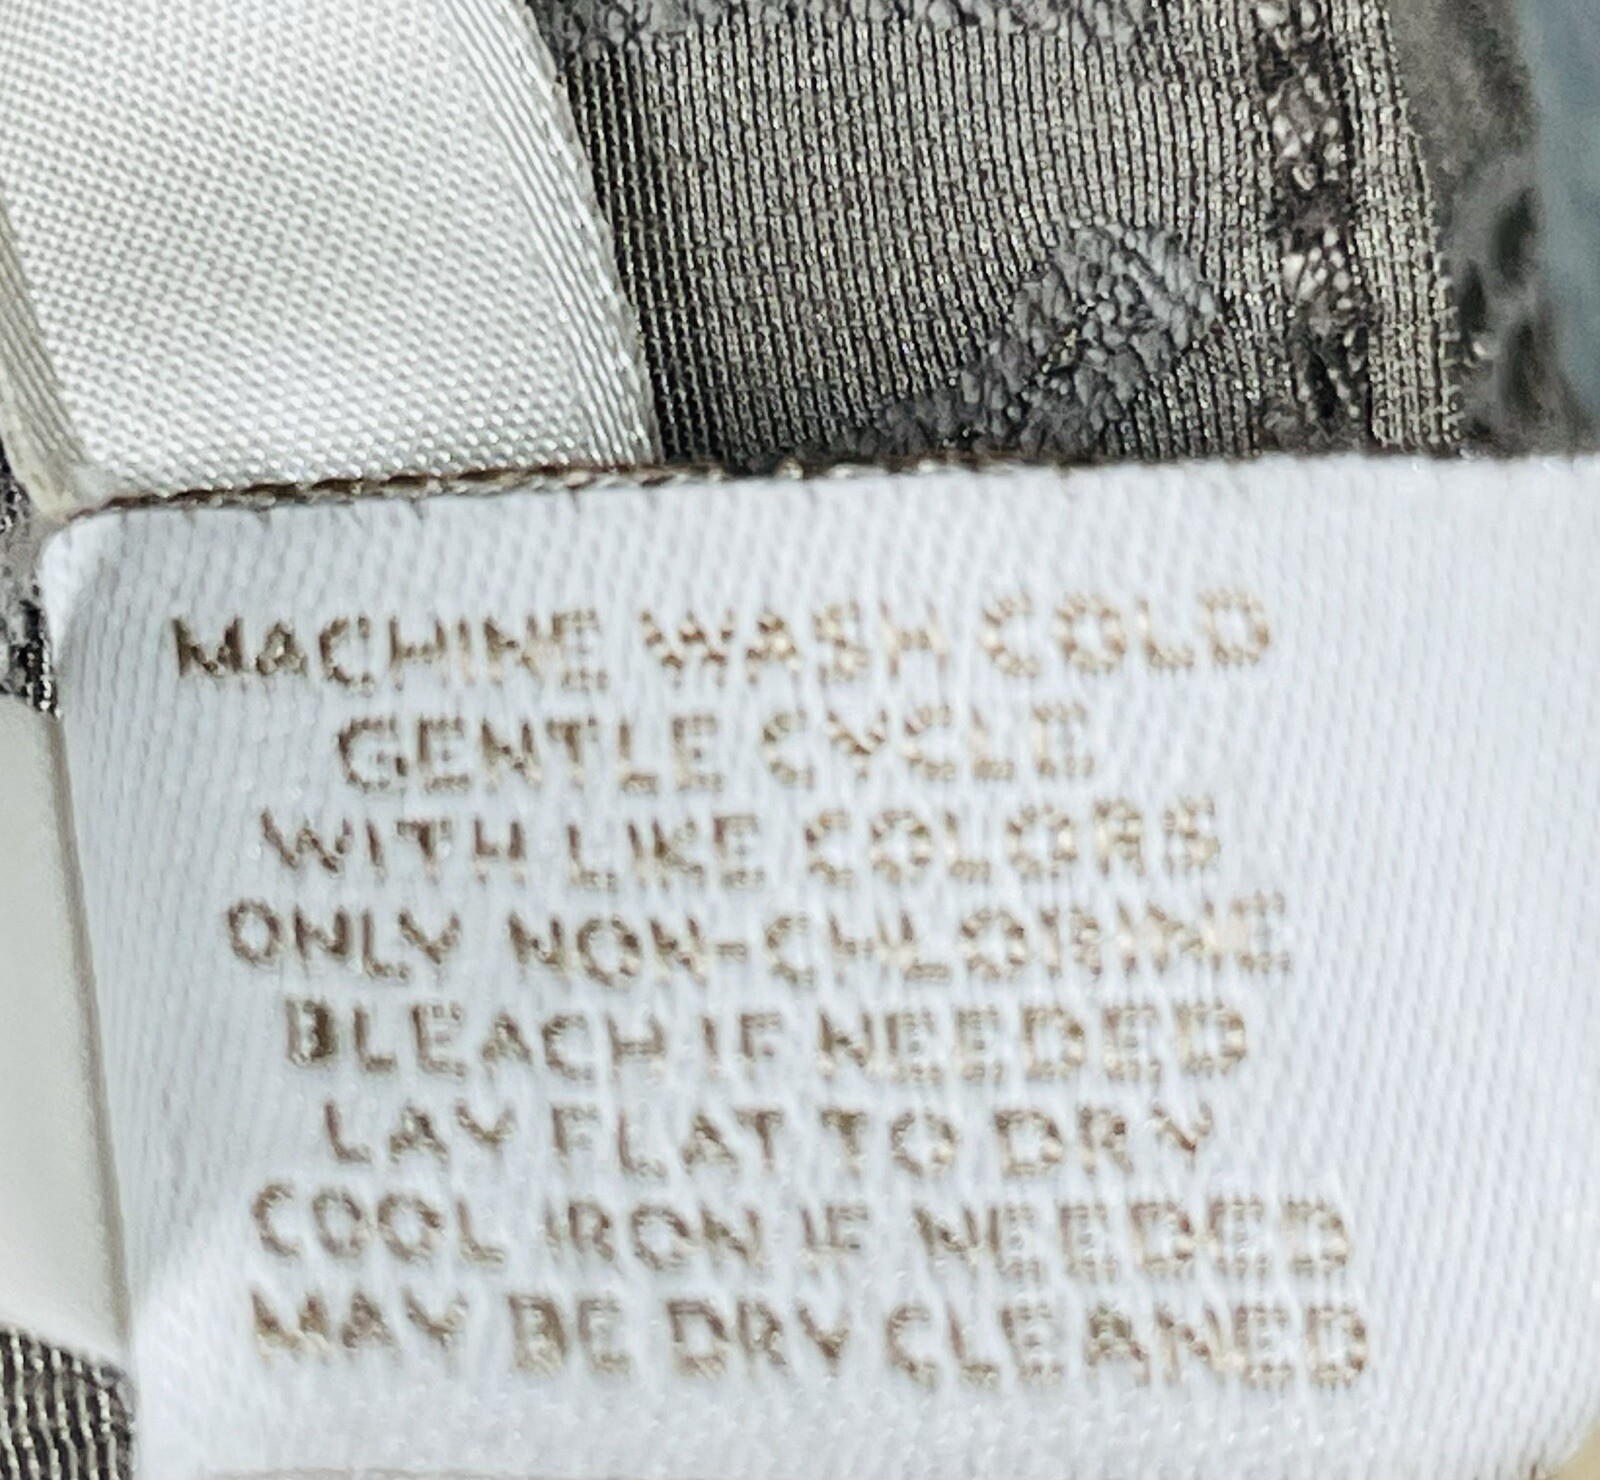 MACHINE WASH COLD
GENTLE CYCLE
WITH LIKE COLORS
ONLY NON-CHLORINE
BLEACH IF NEEDED
LAY FLAT TO DRY
COOL IRON IF NEEDED
MAY BE DRY CLEANED